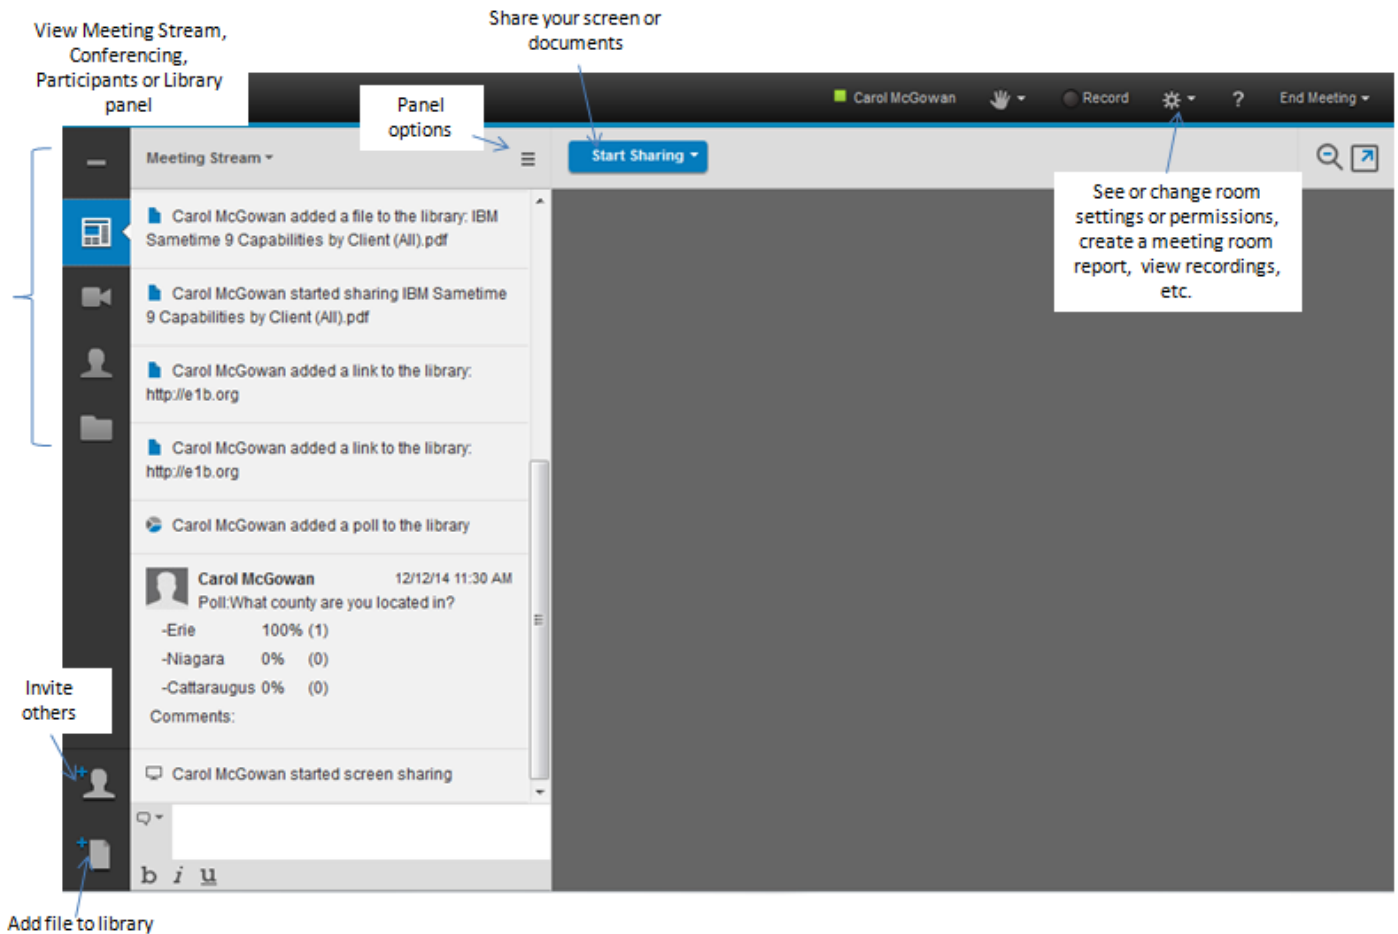 Share your screen or
documents
View Meeting Stream,
Conferencing,
Participants or Library
panel
Panel
options
Carol McGowan
Record
?
End Meeting
Meeting Stream
Start Sharing
See or change room
settings or permissions,
create a meeting room
report, view recordings,
etc.
Carol McGowan added a file to the library: IBM
Sametime 9 Capabilities by Client (All).pdf
Carol McGowan started sharing IBM Sametime
9 Capabilities by Client (All).pdf
Carol McGowan added a link to the library:
http://e1b.org
Carol McGowan added a link to the library:
http://e1b.org
Carol McGowan added a poll to the library
Carol McGowan 12/12/14 11:30 AM
Poll:What county are you located in?
-Erie 100% (1)
-Niagara 0% (0)
-Cattaraugus 0% (0)
Comments:
Carol McGowan started screen sharing
Invite
others
b i u
Add file to library